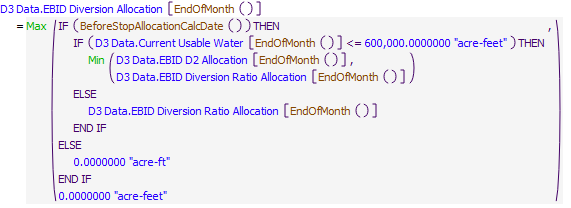 D3 Data.EBID Diversion Allocation [EndOfMonth ( )]
= Max ( IF (BeforeStopAllocationCalcDate ( )) THEN ,
IF (D3 Data.Current Usable Water [EndOfMonth ( )] <= 600,000.0000000 "acre-feet" ) THEN
Min ( D3 Data.EBID D2 Allocation [EndOfMonth ( )] ,
D3 Data.EBID Diversion Ratio Allocation [EndOfMonth ( )] )
ELSE
D3 Data.EBID Diversion Ratio Allocation [EndOfMonth ( )]
END IF
ELSE
0.0000000 "acre-ft"
END IF
0.0000000 "acre-feet" )